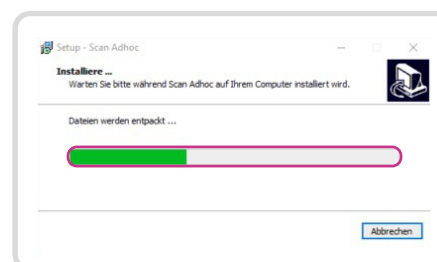 Setup - Scan Adhoc
Installiere ...
Warten Sie bitte während Scan Adhoc auf Ihrem Computer installiert wird.
Dateien werden entpackt ...
Abbrechen